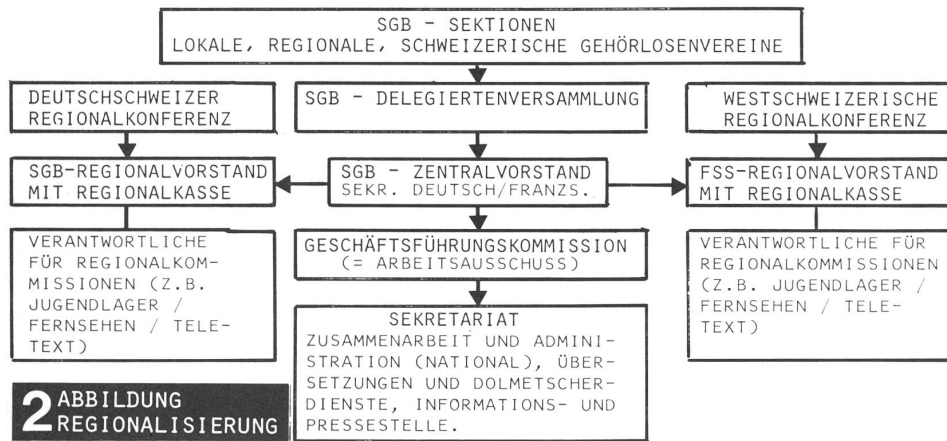 SGB - SEKTIONEN
LOKALE, REGIONALE, SCHWEIZERISCHE GEHÖRLOSENVEREINE
DEUTSCHSCHWEIZER
REGIONALKONFERENZ
SGB - DELEGIERTENVERSAMMLUNG
WESTSCHWEIZERISCHE
REGIONALKONFERENZ
SGB-REGIONALVORSTAND
MIT REGIONALKASSE
SGB - ZENTRALVORSTAND
SEKR. DEUTSCH/FRANZS.
FSS-REGIONALVORSTAND
MIT REGIONALKASSE
VERANTWORTLICHE
FÜR REGIONALKOM-
MISSIONEN (Z.B.
JUGENDLAGER /
FERNSEHEN / TELE-
TEXT)
GESCHÄFTSFÜHRUNGSKOMMISSION
(= ARBEITSAUSSCHUSS)
VERANTWORTLICHE FÜR
REGIONALKOMMISSIONEN
(Z.B. JUGENDLAGER /
FERNSEHEN / TELE-
TEXT)
SEKRETARIAT
ZUSAMMENARBEIT UND ADMINI-
STRATION (NATIONAL), ÜBER-
SETZUNGEN UND DOLMETSCHER-
DIENSTE, INFORMATIONS- UND
PRESSESTELLE.
2 ABBILDUNG
REGIONALISIERUNG